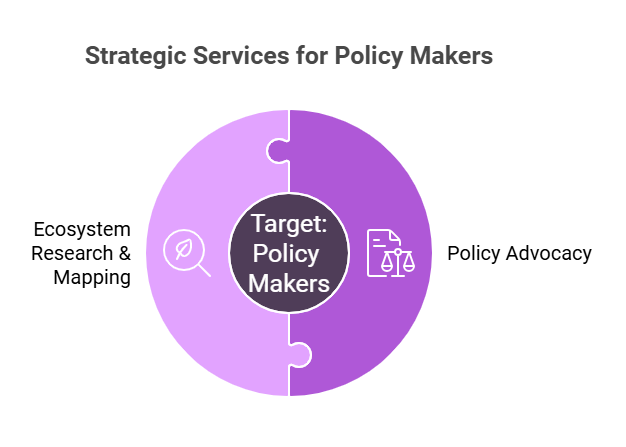 Strategic Services for Policy Makers
Ecosystem
Research &
Mapping
Target:
Policy
Makers
Policy Advocacy